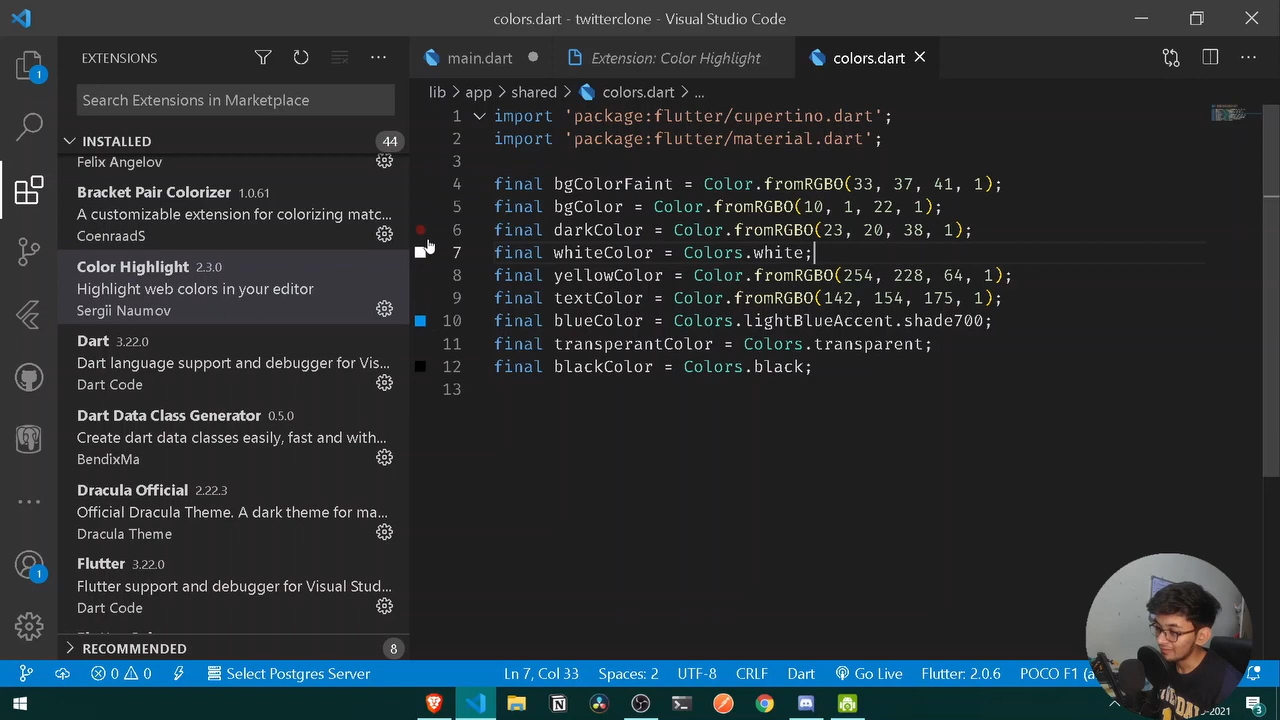 colors.dart - twitterclone - Visual Studio Code
EXTENSIONS
Search Extensions in Marketplace
INSTALLED 44
Felix Angelov
Bracket Pair Colorizer 1.0.61
A customizable extension for colorizing matc...
CoenraadS
Color Highlight 2.3.0
Highlight web colors in your editor
Sergii Naumov
Dart 3.22.0
Dart language support and debugger for Vis...
Dart Code
Dart Data Class Generator 0.5.0
Create dart data classes easily, fast and with...
BendixMa
Dracula Official 2.22.3
Official Dracula Theme. A dark theme for ma...
Dracula Theme
Flutter 3.22.0
Flutter support and debugger for Visual Stud...
Dart Code
RECOMMENDED 8
1
1
main.dart
Extension: Color Highlight
colors.dart
lib > app > shared > colors.dart > ...
1 import 'package:flutter/cupertino.dart';
2 import 'package:flutter/material.dart';
3
4 final bgColorFaint = Color.fromRGBO(33, 37, 41, 1);
5 final bgColor = Color.fromRGBO(10, 1, 22, 1);
6 final darkColor = Color.fromRGBO(23, 20, 38, 1);
7 final whiteColor = Colors.white;
8 final yellowColor = Color.fromRGBO(254, 228, 64, 1);
9 final textColor = Color.fromRGBO(142, 154, 175, 1);
10 final blueColor = Colors.lightBlueAccent.shade700;
11 final transperantColor = Colors.transparent;
12 final blackColor = Colors.black;
13
0 0 Select Postgres Server Ln 7, Col 33 Spaces: 2 UTF-8 CRLF Dart Go Live Flutter: 2.0.6 POCO F1 (a
-2021
3